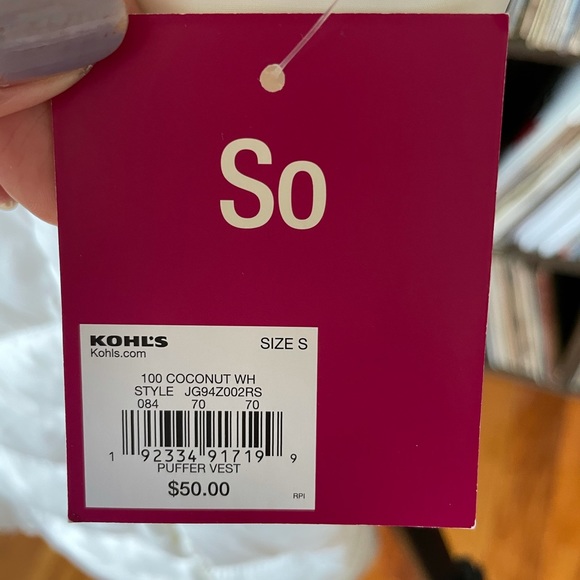 So
KOHL'S SIZE S
Kohls.com
100 COCONUT WH
STYLE JG94Z002RS
084 70 70
1 92334 91719 9
PUFFER VEST
$50.00
RPI